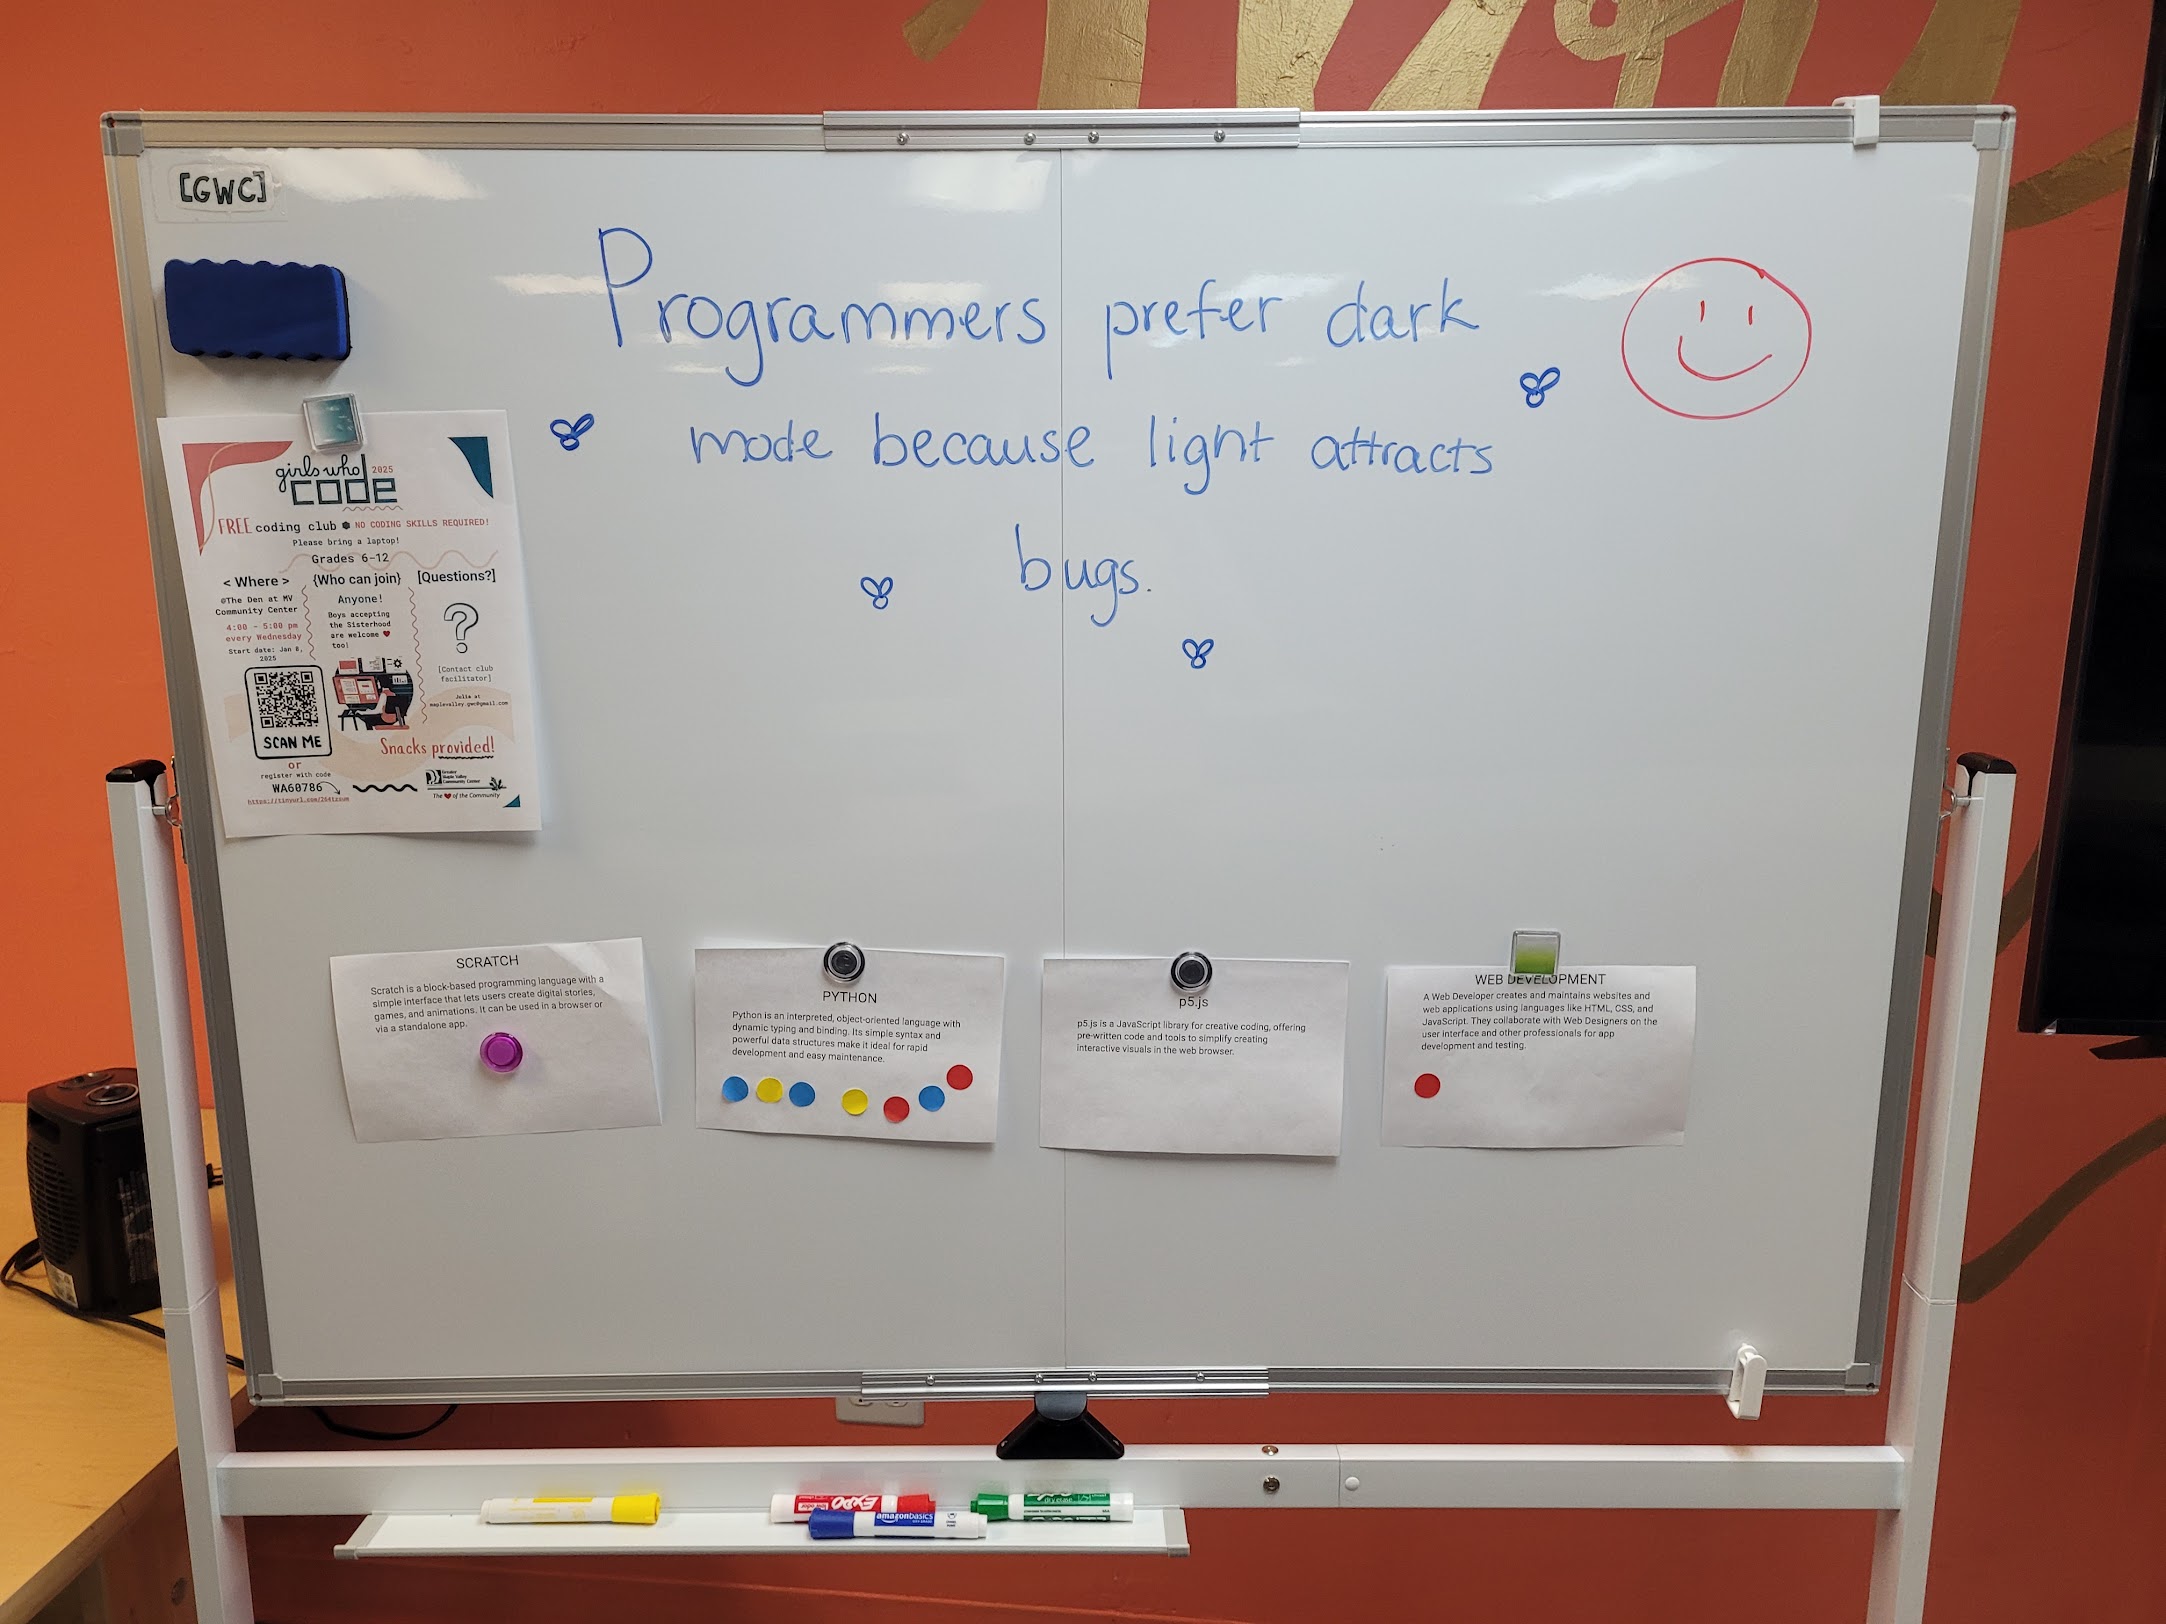 [GWC]
Programmers prefer dark
mode because light attracts
bugs.
girls who 2025
code
FREE coding club NO CODING SKILLS REQUIRED!
Please bring a laptop!
Grades 6-12
< Where >
@The Den at MV
Community Center
4:00 - 5:00 pm
every Wednesday
Start date: Jan 8,
2025
{Who can join}
Anyone!
Boys accepting
the Sisterhood
are welcome ❤
too!
[Questions?]
?
[Contact club
facilitator]
Julia at
maplevalley.gwc@gmail.com
SCAN ME
or
register with code
WA60786
Snacks provided!
Greater
Maple Valley
Community Center
The ❤ of the Community
SCRATCH
Scratch is a block-based programming language with a
simple interface that lets users create digital stories,
games, and animations. It can be used in a browser or
via a standalone app.
PYTHON
Python is an interpreted, object-oriented language with
dynamic typing and binding. Its simple syntax and
powerful data structures make it ideal for rapid
development and easy maintenance.
p5.js
p5.js is a JavaScript library for creative coding, offering
pre-written code and tools to simplify creating
interactive visuals in the web browser.
WEB DEVELOPMENT
A Web Developer creates and maintains websites and
web applications using languages like HTML, CSS, and
JavaScript. They collaborate with Web Designers on the
user interface and other professionals for app
development and testing.
EXPO
amazonbasics